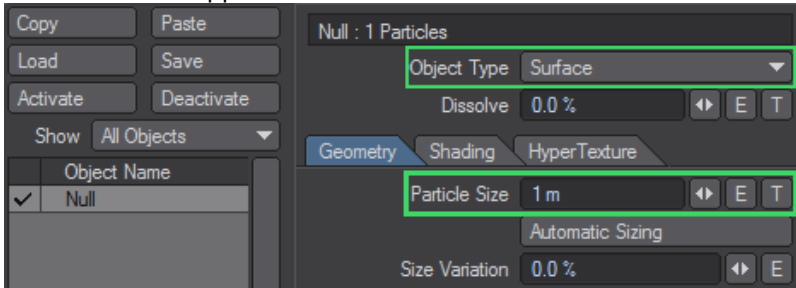 Copy Paste
Load Save
Activate Deactivate
Show All Objects
Object Name
Null
Null : 1 Particles
Object Type Surface
Dissolve 0.0 % E T
Geometry Shading HyperTexture
Particle Size 1 m E T
Automatic Sizing
Size Variation 0.0 % E